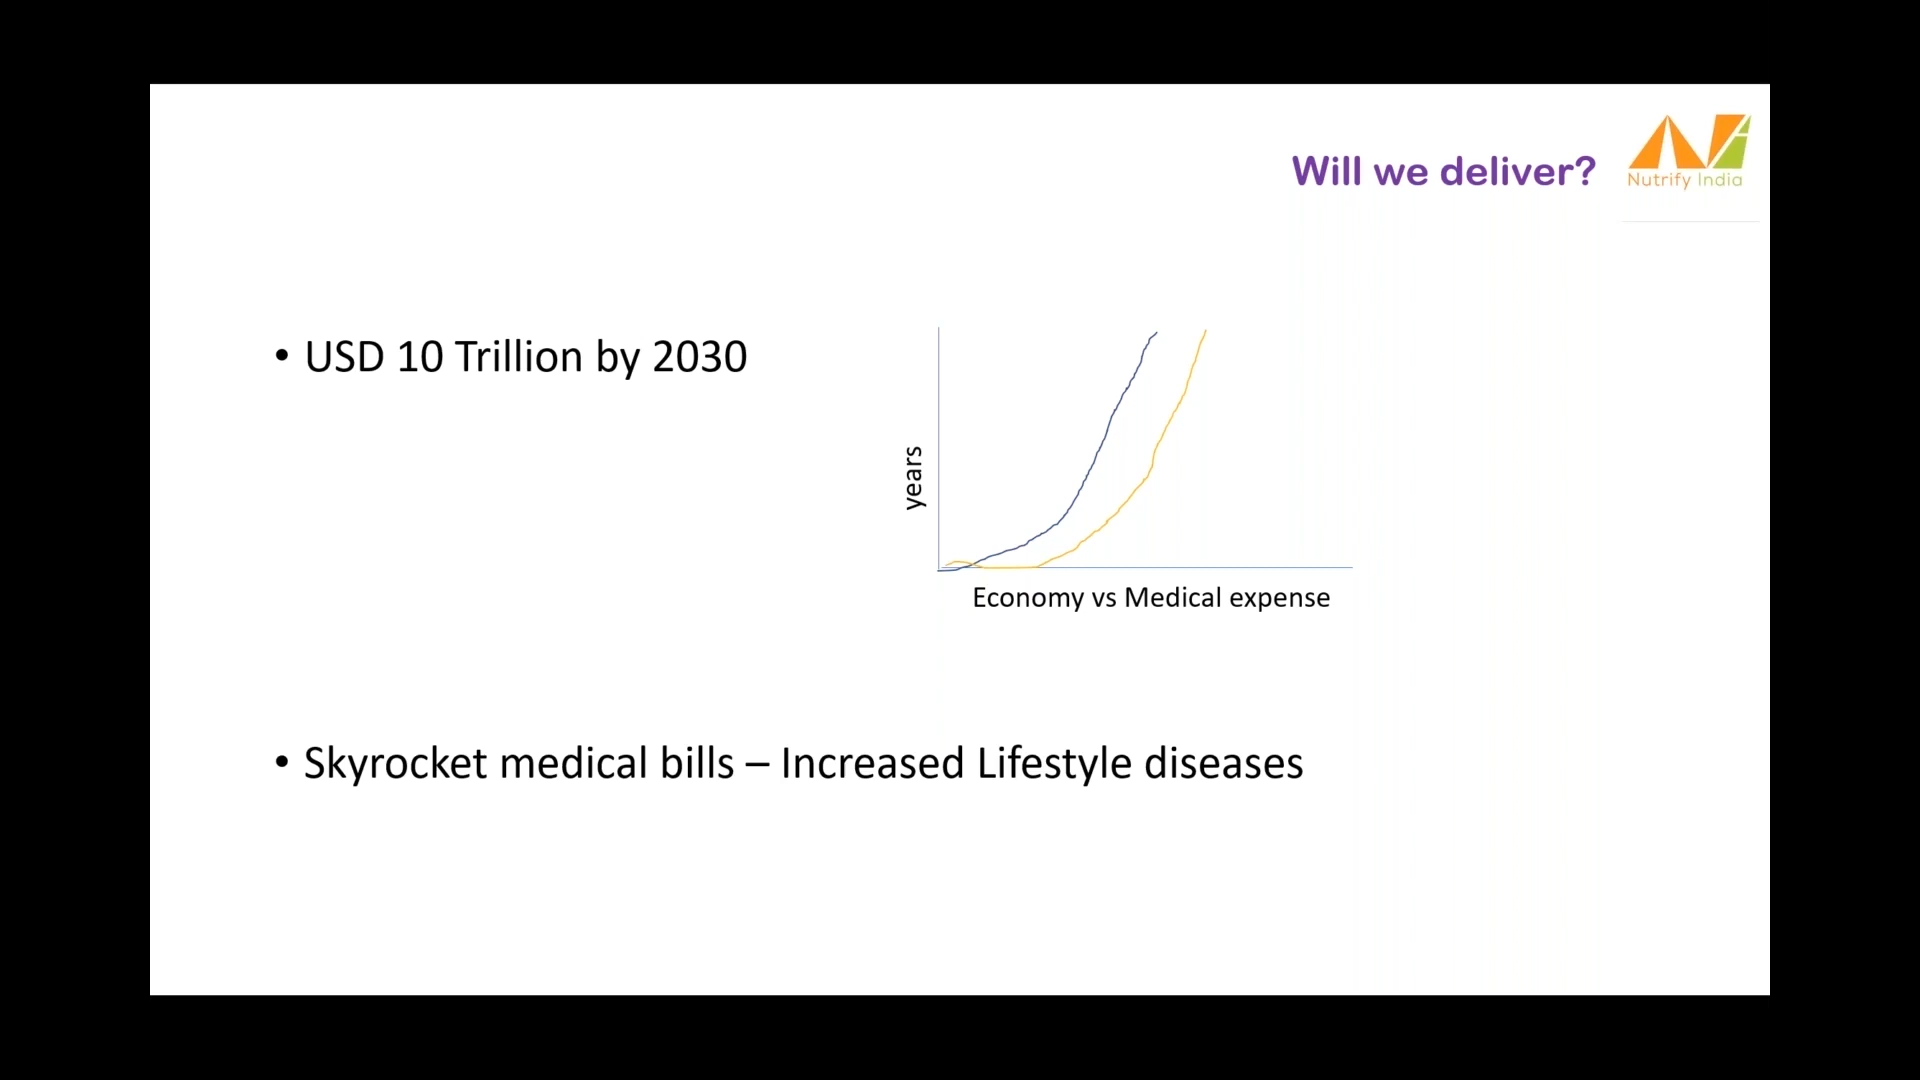 Will we deliver?
Nutrify India
• USD 10 Trillion by 2030
years
Economy vs Medical expense
• Skyrocket medical bills – Increased Lifestyle diseases